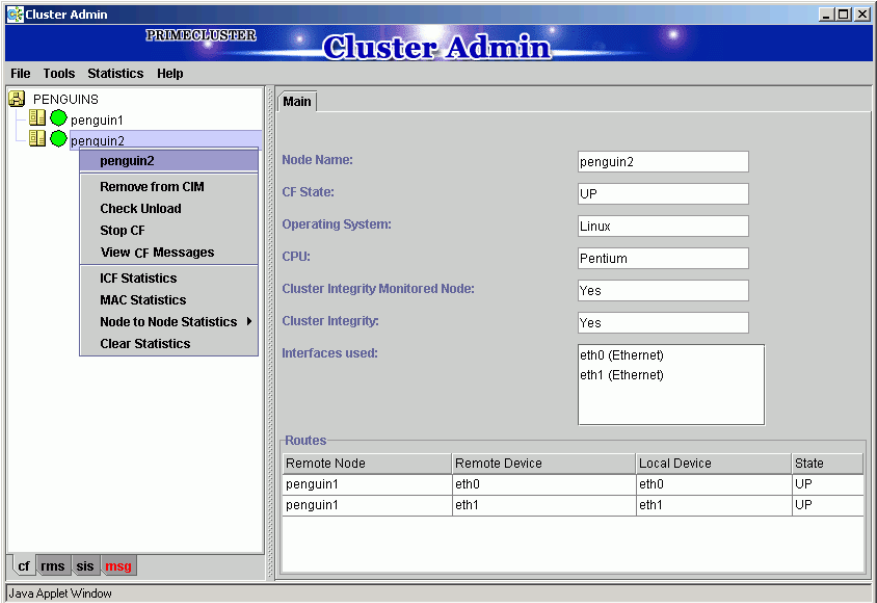 Cluster Admin
PRIMECLUSTER
Cluster Admin
File Tools Statistics Help
PENGUINS
penguin1
penguin2
penguin2
Remove from CIM
Check Unload
Stop CF
View CF Messages
ICF Statistics
MAC Statistics
Node to Node Statistics
Clear Statistics
Main
Node Name: penguin2
CF State: UP
Operating System: Linux
CPU: Pentium
Cluster Integrity Monitored Node: Yes
Cluster Integrity: Yes
Interfaces used: eth0 (Ethernet)
eth1 (Ethernet)
Routes
Remote Node Remote Device Local Device State
penguin1 eth0 eth0 UP
penguin1 eth1 eth1 UP
cf rms sis msg
Java Applet Window